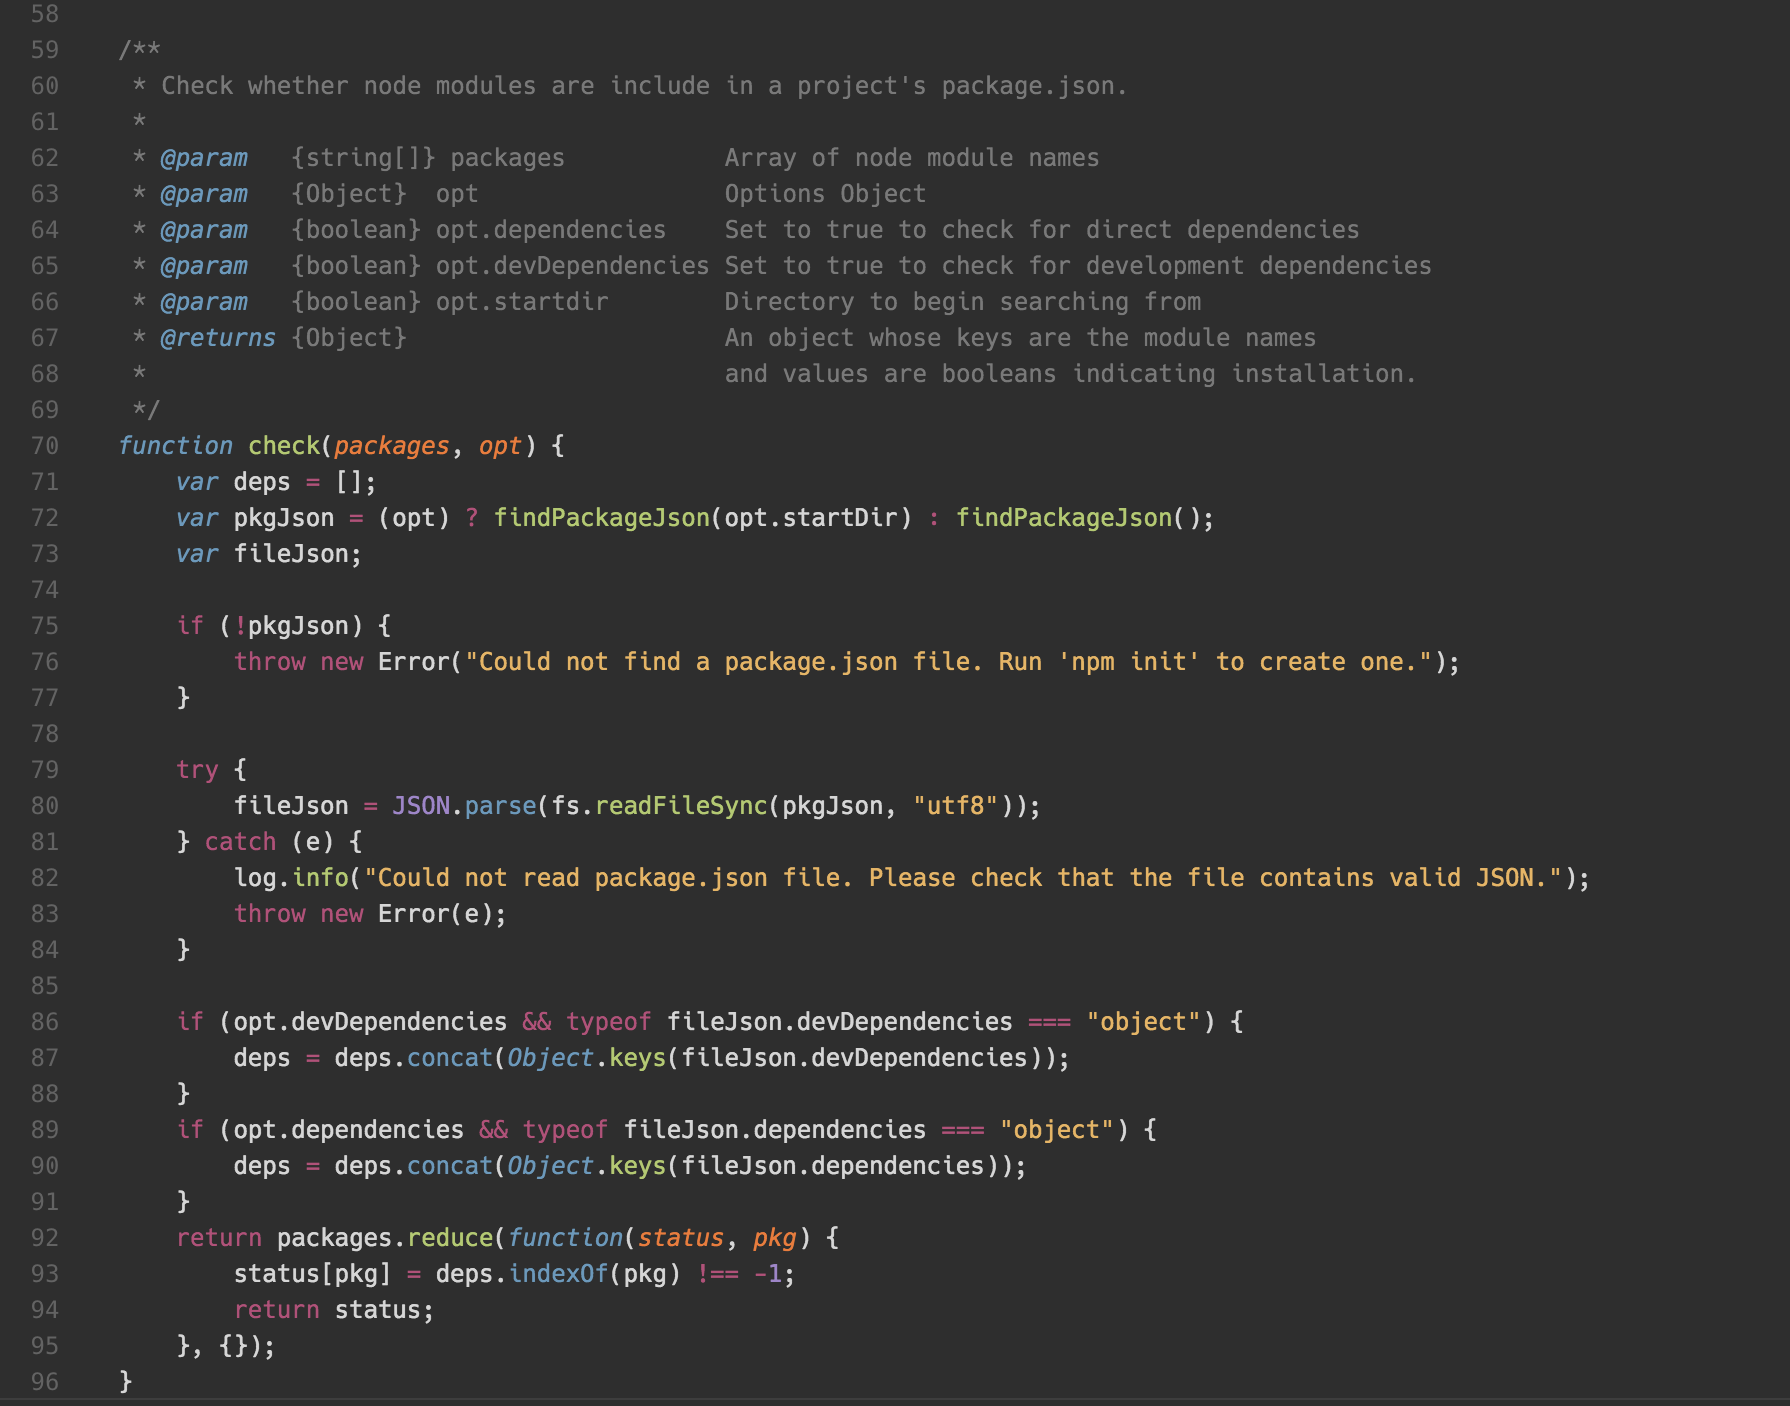 58
59 /**
60 * Check whether node modules are include in a project's package.json.
61 *
62 * @param {string[]} packages Array of node module names
63 * @param {Object} opt Options Object
64 * @param {boolean} opt.dependencies Set to true to check for direct dependencies
65 * @param {boolean} opt.devDependencies Set to true to check for development dependencies
66 * @param {boolean} opt.startdir Directory to begin searching from
67 * @returns {Object} An object whose keys are the module names
68 * and values are booleans indicating installation.
69 */
70 function check(packages, opt) {
71 var deps = [];
72 var pkgJson = (opt) ? findPackageJson(opt.startDir) : findPackageJson();
73 var fileJson;
74
75 if (!pkgJson) {
76 throw new Error("Could not find a package.json file. Run 'npm init' to create one.");
77 }
78
79 try {
80 fileJson = JSON.parse(fs.readFileSync(pkgJson, "utf8"));
81 } catch (e) {
82 log.info("Could not read package.json file. Please check that the file contains valid JSON.");
83 throw new Error(e);
84 }
85
86 if (opt.devDependencies && typeof fileJson.devDependencies === "object") {
87 deps = deps.concat(Object.keys(fileJson.devDependencies));
88 }
89 if (opt.dependencies && typeof fileJson.dependencies === "object") {
90 deps = deps.concat(Object.keys(fileJson.dependencies));
91 }
92 return packages.reduce(function(status, pkg) {
93 status[pkg] = deps.indexOf(pkg) !== -1;
94 return status;
95 }, {});
96 }